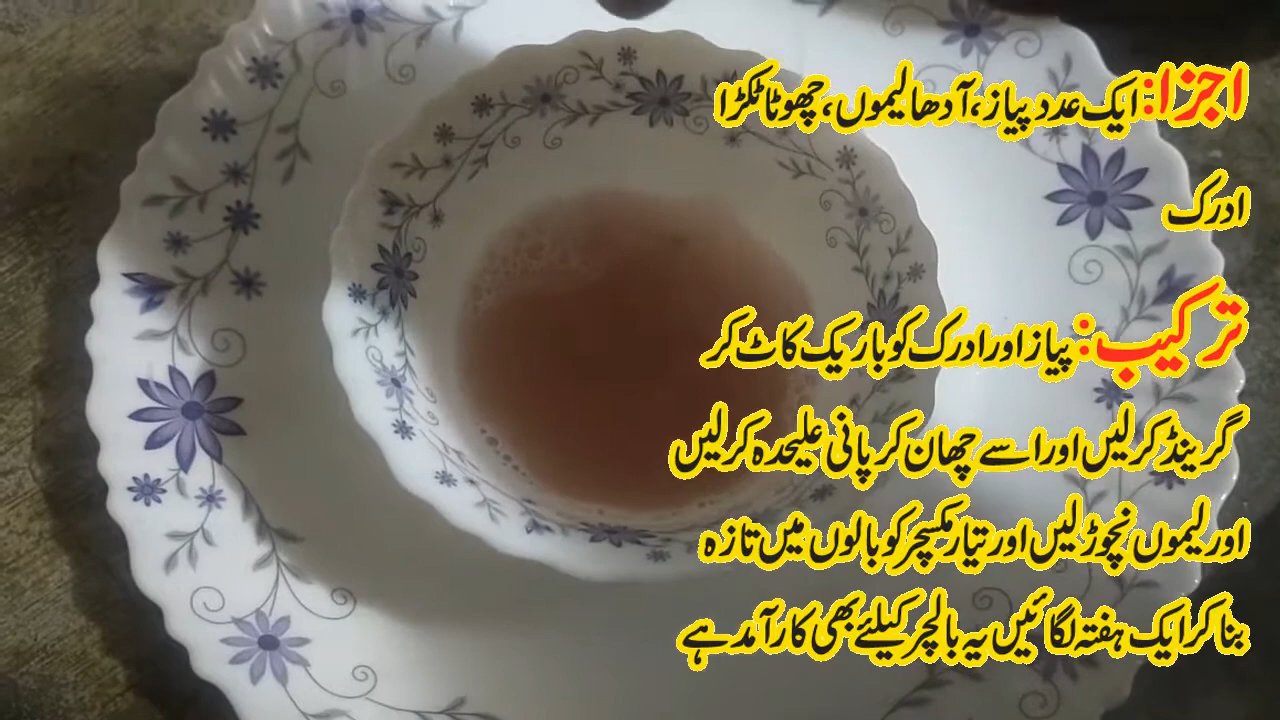 اجزا: ایک عدد پیاز، آدھا لیموں، چھوٹا ٹکڑا
ادرک
ترکیب: پیاز اور ادرک کو باریک کاٹ کر
گرینڈ کر لیں اور اسے چھان کر پانی علیحدہ کر لیں
اور لیموں نچوڑ لیں اور تیار مکسچر کو بالوں میں تازہ
بنا کر ایک ہفتہ لگائیں یہ بالچر کیلئے بھی کارآمد ہے